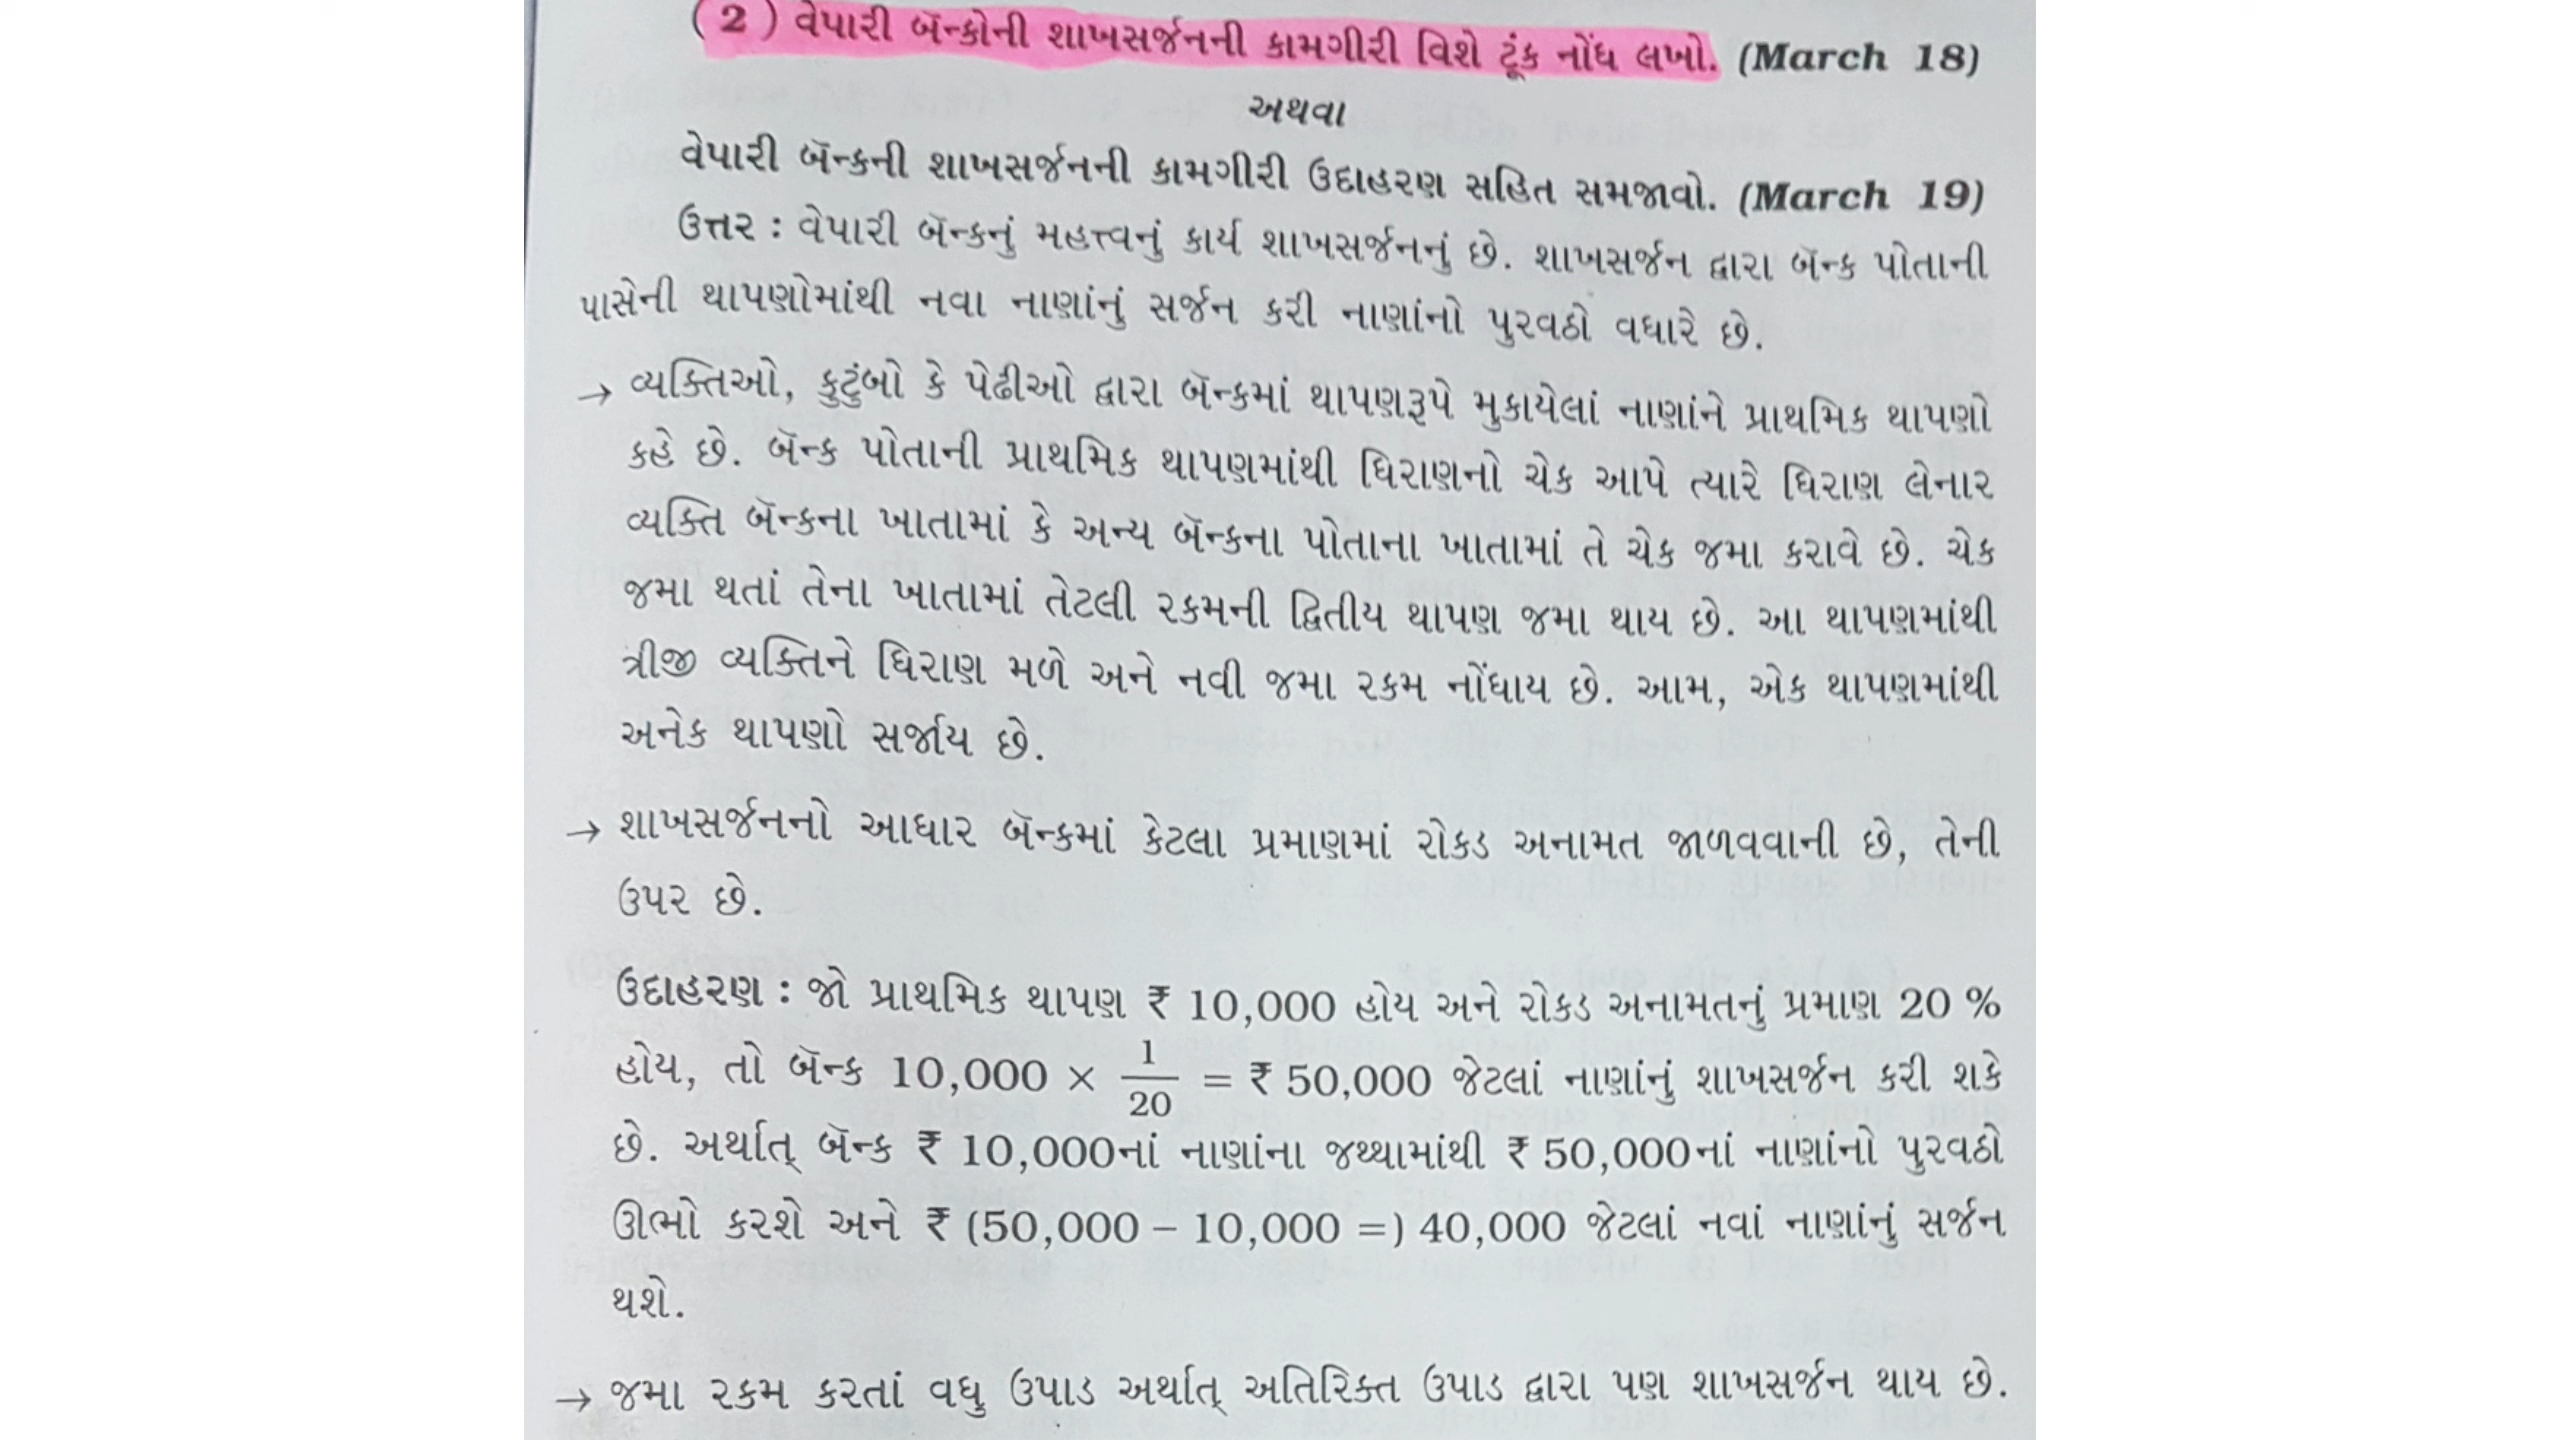 ( 2 ) વેપારી બૅન્કોની શાખસર્જનની કામગીરી વિશે ટૂંક નોંધ લખો. (March 18)
અથવા
વેપારી બૅન્કની શાખસર્જનની કામગીરી ઉદાહરણ સહિત સમજાવો. (March 19)
ઉત્તર : વેપારી બૅન્કનું મહત્ત્વનું કાર્ય શાખસર્જનનું છે. શાખસર્જન દ્વારા બૅન્ક પોતાની
પાસેની થાપણોમાંથી નવા નાણાંનું સર્જન કરી નાણાંનો પુરવઠો વધારે છે.
→ વ્યક્તિઓ, કુટુંબો કે પેઢીઓ દ્વારા બૅન્કમાં થાપણરૂપે મુકાયેલાં નાણાંને પ્રાથમિક થાપણો
કહે છે. બૅન્ક પોતાની પ્રાથમિક થાપણમાંથી ધિરાણનો ચેક આપે ત્યારે ધિરાણ લેનાર
વ્યક્તિ બૅન્કના ખાતામાં કે અન્ય બૅન્કના પોતાના ખાતામાં તે ચેક જમા કરાવે છે. ચેક
જમા થતાં તેના ખાતામાં તેટલી રકમની દ્વિતીય થાપણ જમા થાય છે. આ થાપણમાંથી
ત્રીજી વ્યક્તિને ધિરાણ મળે અને નવી જમા રકમ નોંધાય છે. આમ, એક થાપણમાંથી
અનેક થાપણો સર્જાય છે.
→ શાખસર્જનનો આધાર બૅન્કમાં કેટલા પ્રમાણમાં રોકડ અનામત જાળવવાની છે, તેની
ઉપર છે.
ઉદાહરણ : જો પ્રાથમિક થાપણ ₹ 10,000 હોય અને રોકડ અનામતનું પ્રમાણ 20 %
હોય, તો બૅન્ક 10,000 × 1/20 = ₹ 50,000 જેટલાં નાણાંનું શાખસર્જન કરી શકે
છે. અર્થાત્ બૅન્ક ₹ 10,000નાં નાણાંના જથ્થામાંથી ₹ 50,000નાં નાણાંનો પુરવઠો
ઊભો કરશે અને ₹ (50,000 – 10,000 =) 40,000 જેટલાં નવાં નાણાંનું સર્જન
થશે.
→ જમા રકમ કરતાં વધુ ઉપાડ અર્થાત્ અતિરિક્ત ઉપાડ દ્વારા પણ શાખસર્જન થાય છે.